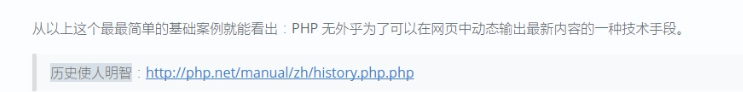 从以上这个最最简单的基础案例就能看出：PHP 无外乎为了可以在网页中动态输出最新内容的一种技术手段。
历史使人明智：http://php.net/manual/zh/history.php.php